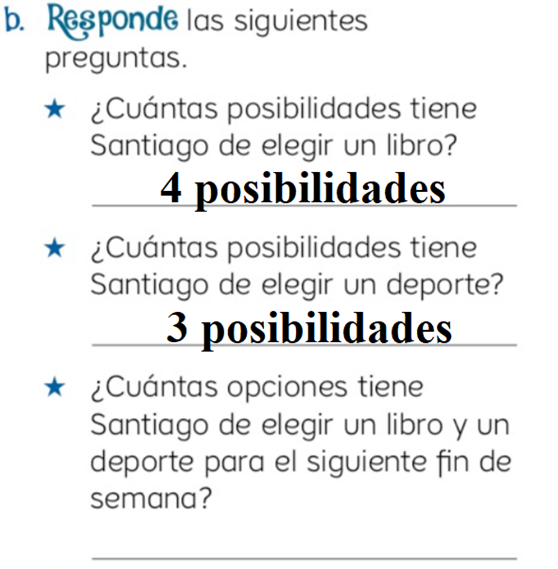 b. Responde las siguientes
preguntas.
★ ¿Cuántas posibilidades tiene
Santiago de elegir un libro?
4 posibilidades
★ ¿Cuántas posibilidades tiene
Santiago de elegir un deporte?
3 posibilidades
★ ¿Cuántas opciones tiene
Santiago de elegir un libro y un
deporte para el siguiente fin de
semana?